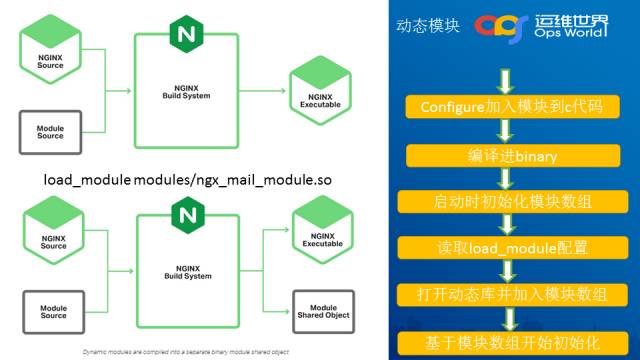 NGINX
Source
Module
Source
NGINX
Build System
NGINX
Executable
load_module modules/ngx_mail_module.so
NGINX
Source
Module
Source
NGINX
Build System
NGINX
Executable
Module
Shared Object
Dynamic modules are compiled into a separate binary module shared object
动态模块
运维世界
Ops World
Configure加入模块到c代码
编译进binary
启动时初始化模块数组
读取load_module配置
打开动态库并加入模块数组
基于模块数组开始初始化